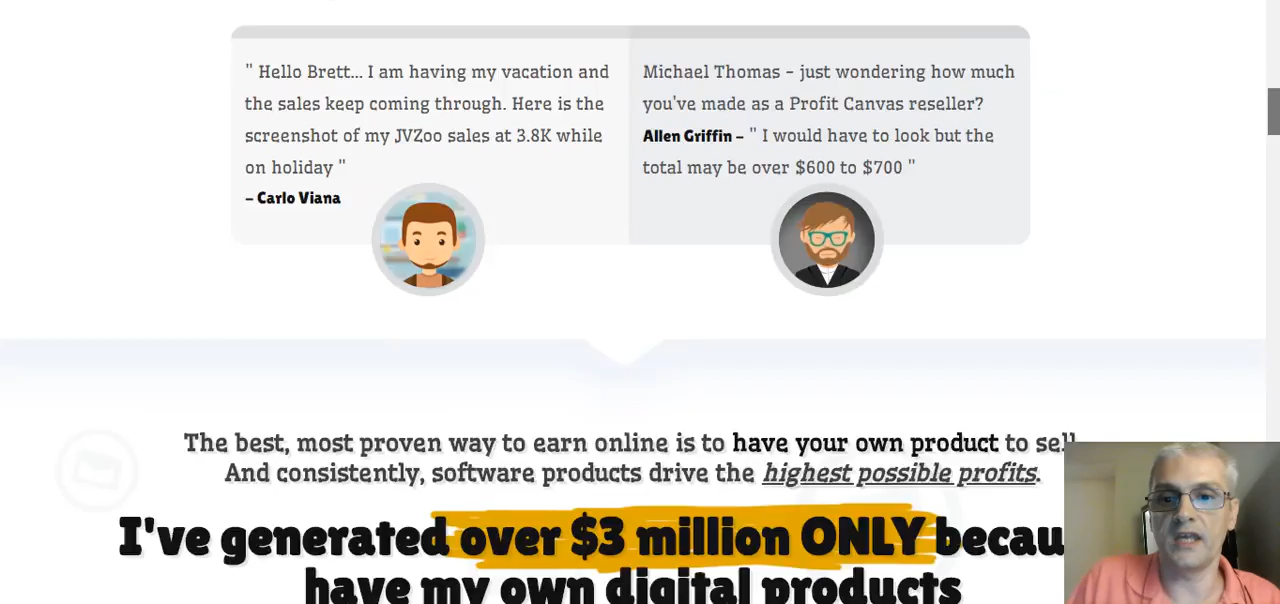 " Hello Brett... I am having my vacation and
the sales keep coming through. Here is the
screenshot of my JVZoo sales at 3.8K while
on holiday "
– Carlo Viana
Michael Thomas – just wondering how much
you've made as a Profit Canvas reseller?
Allen Griffin – " I would have to look but the
total may be over $600 to $700 "
The best, most proven way to earn online is to have your own product to sell.
And consistently, software products drive the highest possible profits.
I've generated over $3 million ONLY becau
have my own digital products